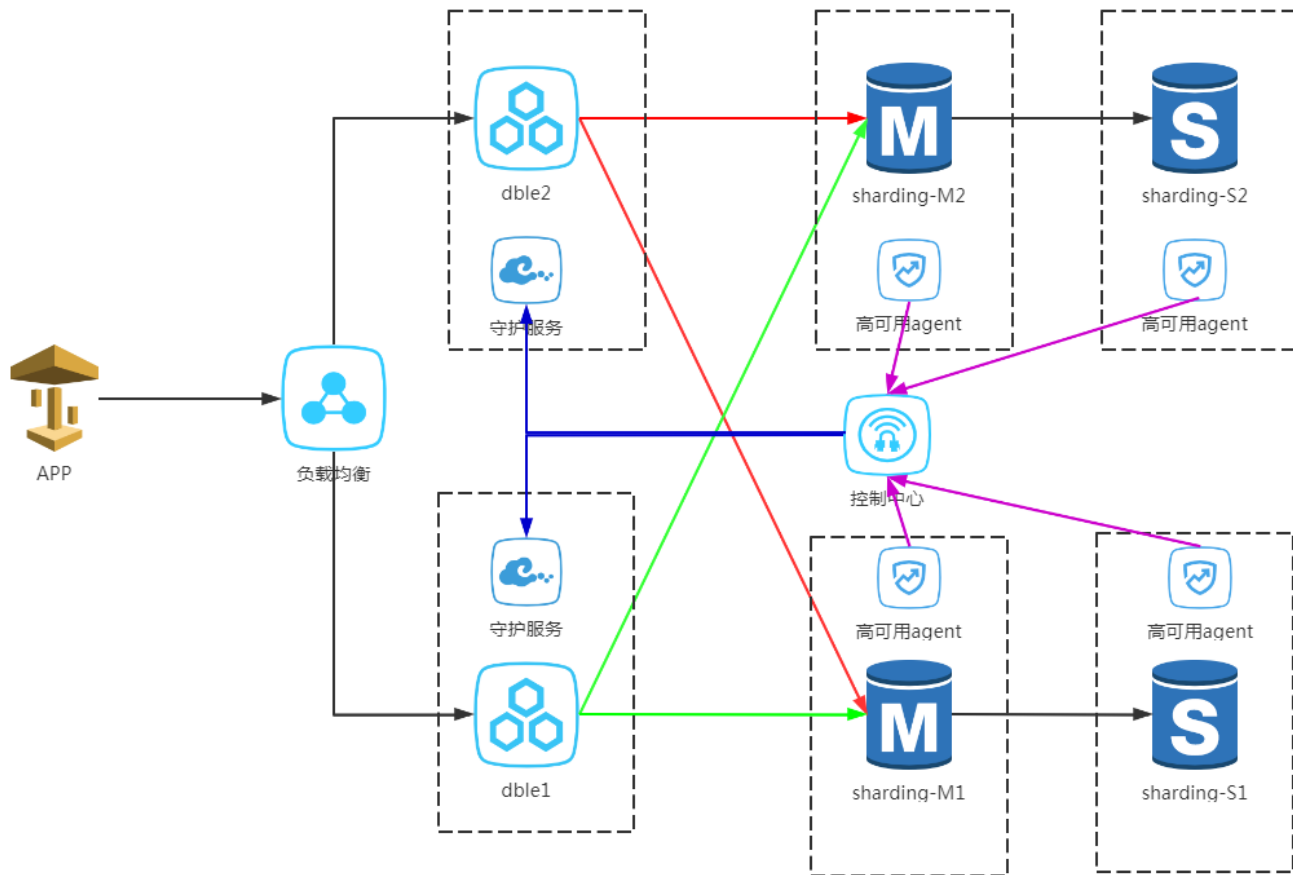 dble2
sharding-M2
sharding-S2
守护服务
高可用agent
高可用agent
APP
负载均衡
控制中心
守护服务
高可用agent
高可用agent
dble1
sharding-M1
sharding-S1
M
S
M
S